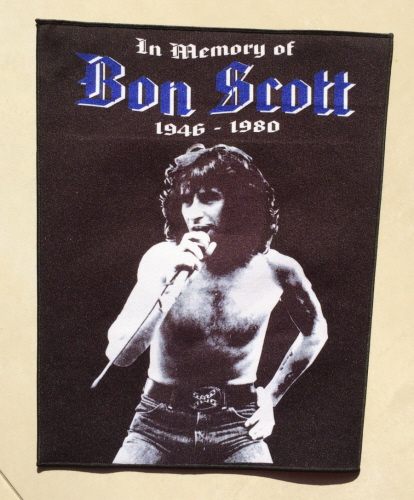 In Memory of
Bon Scott
1946 - 1980